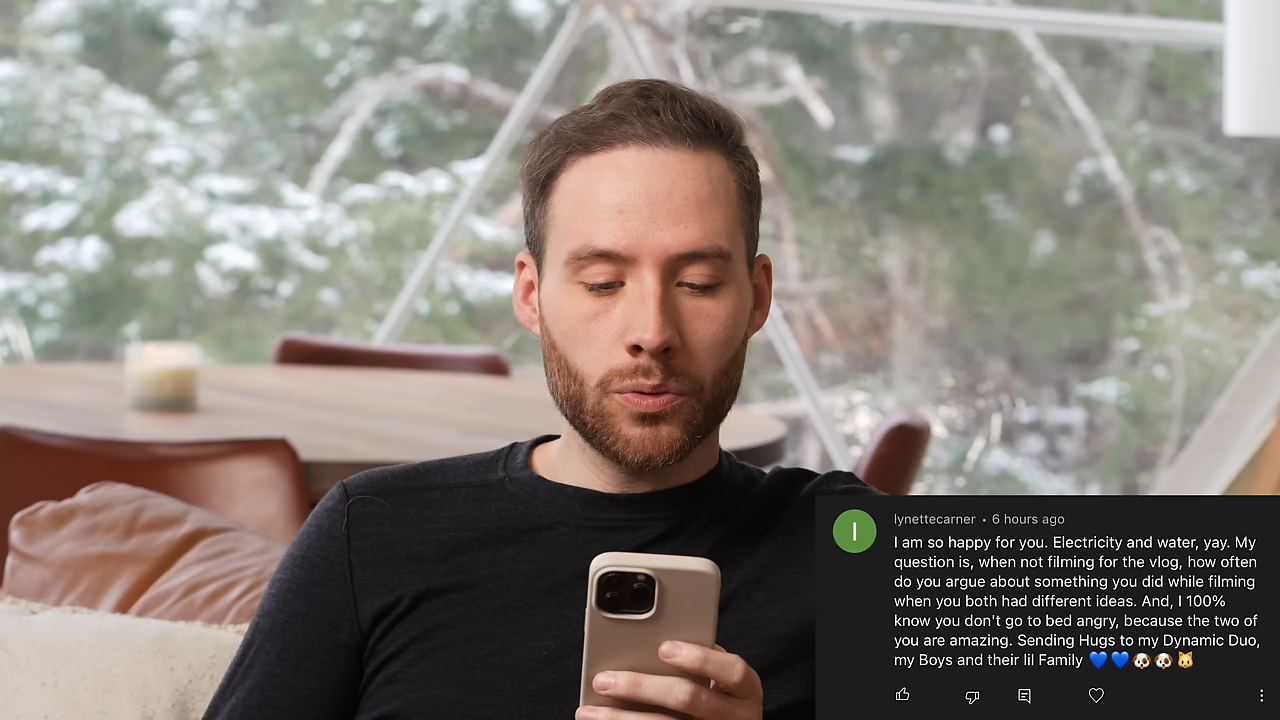 I
lynettecarner • 6 hours ago
I am so happy for you. Electricity and water, yay. My
question is, when not filming for the vlog, how often
do you argue about something you did while filming
when you both had different ideas. And, I 100%
know you don't go to bed angry, because the two of
you are amazing. Sending Hugs to my Dynamic Duo,
my Boys and their lil Family 💙💙🐶🐶🐱